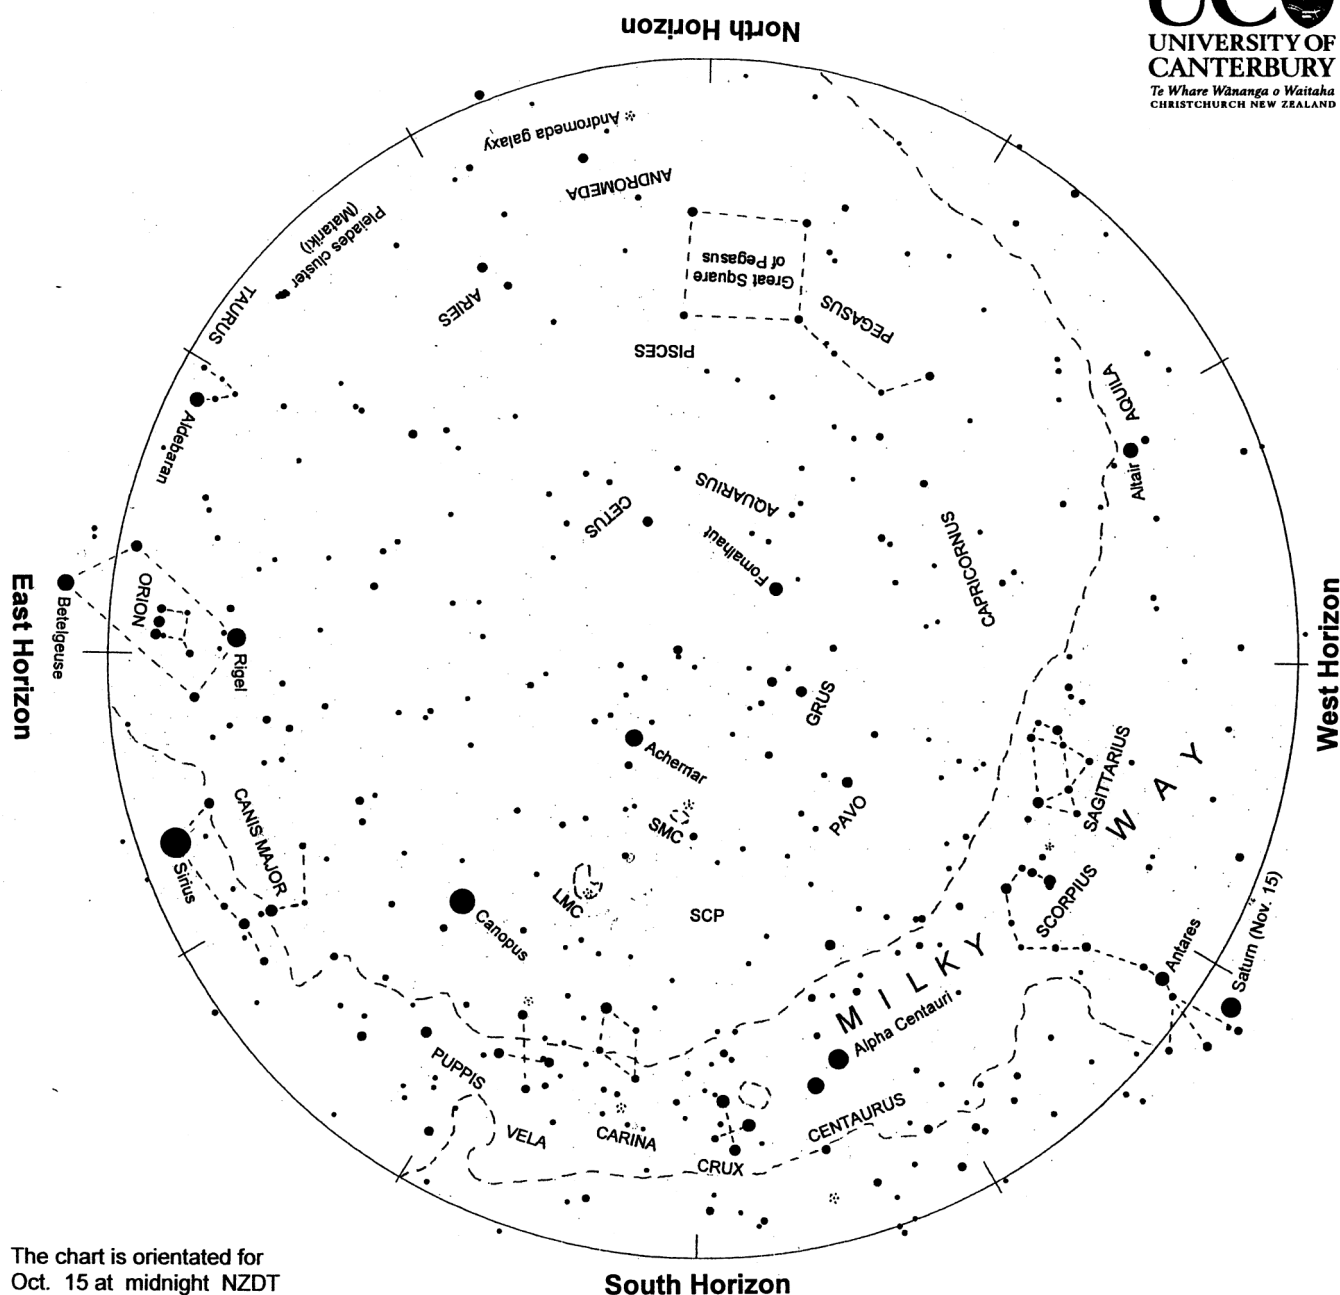 North Horizon
UC
UNIVERSITY OF
CANTERBURY
Te Whare Wānanga o Waitaha
CHRISTCHURCH NEW ZEALAND
Andromeda galaxy
ANDROMEDA
Pleiades cluster
(Matariki)
Great Square
of Pegasus
PEGASUS
TAURUS
ARIES
PISCES
AQUILA
Altair
Aldebaran
CETUS
AQUARIUS
Fomalhaut
CAPRICORNUS
East Horizon
Betelgeuse
ORION
Rigel
West Horizon
GRUS
Achernar
SAGITTARIUS
MILKY WAY
CANIS MAJOR
Sirius
SMC
PAVO
LMC
SCP
Canopus
SCORPIUS
Antares
Saturn (Nov. 15)
Alpha Centauri
PUPPIS
VELA
CARINA
CRUX
CENTAURUS
The chart is orientated for
Oct. 15 at midnight NZDT
South Horizon